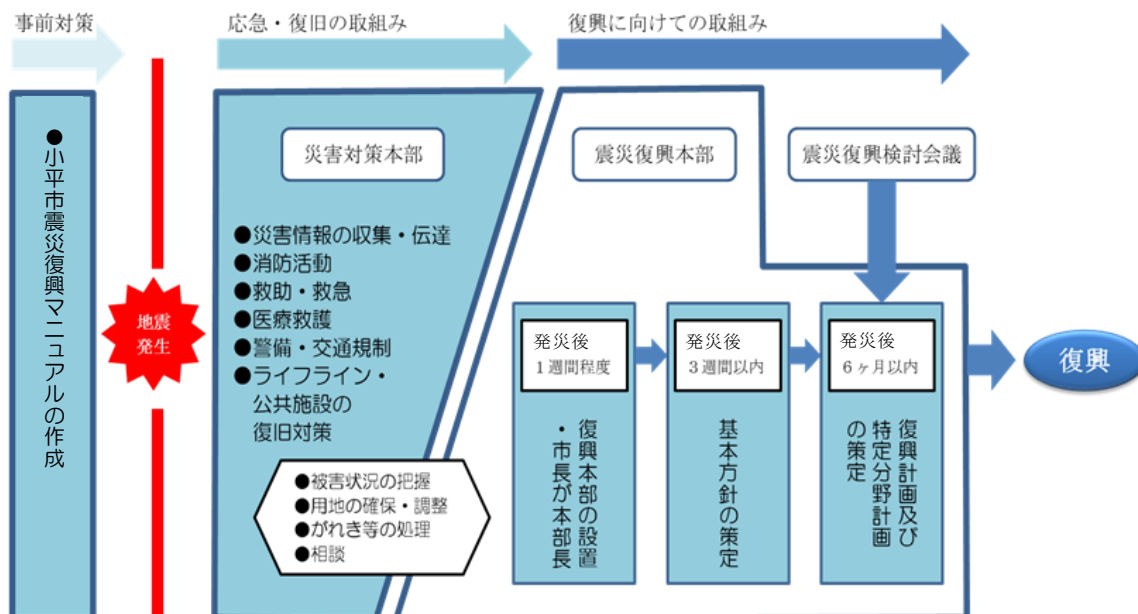 事前対策
応急・復旧の取組み
復興に向けての取組み
●小平市震災復興マニュアルの作成
地震
発生
災害対策本部
●災害情報の収集・伝達
●消防活動
●救助・救急
●医療救護
●警備・交通規制
●ライフライン・
公共施設の
復旧対策
●被害状況の把握
●用地の確保・調整
●がれき等の処理
●相談
震災復興本部
震災復興検討会議
発災後
1週間程度
復興本部の設置
・市長が本部長
発災後
3週間以内
基本方針の策定
発災後
6ヶ月以内
復興計画及び
特定分野計画
の策定
復興